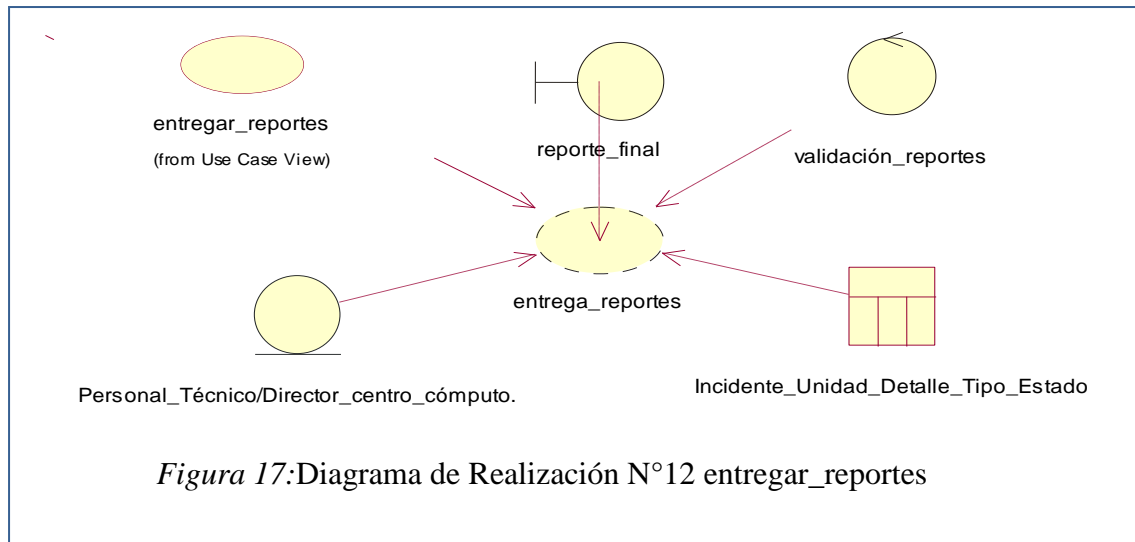 entregar_reportes
(from Use Case View)
reporte_final
validación_reportes
entrega_reportes
Personal_Técnico/Director_centro_cómputo.
Incidente_Unidad_Detalle_Tipo_Estado
Figura 17:Diagrama de Realización N°12 entregar_reportes